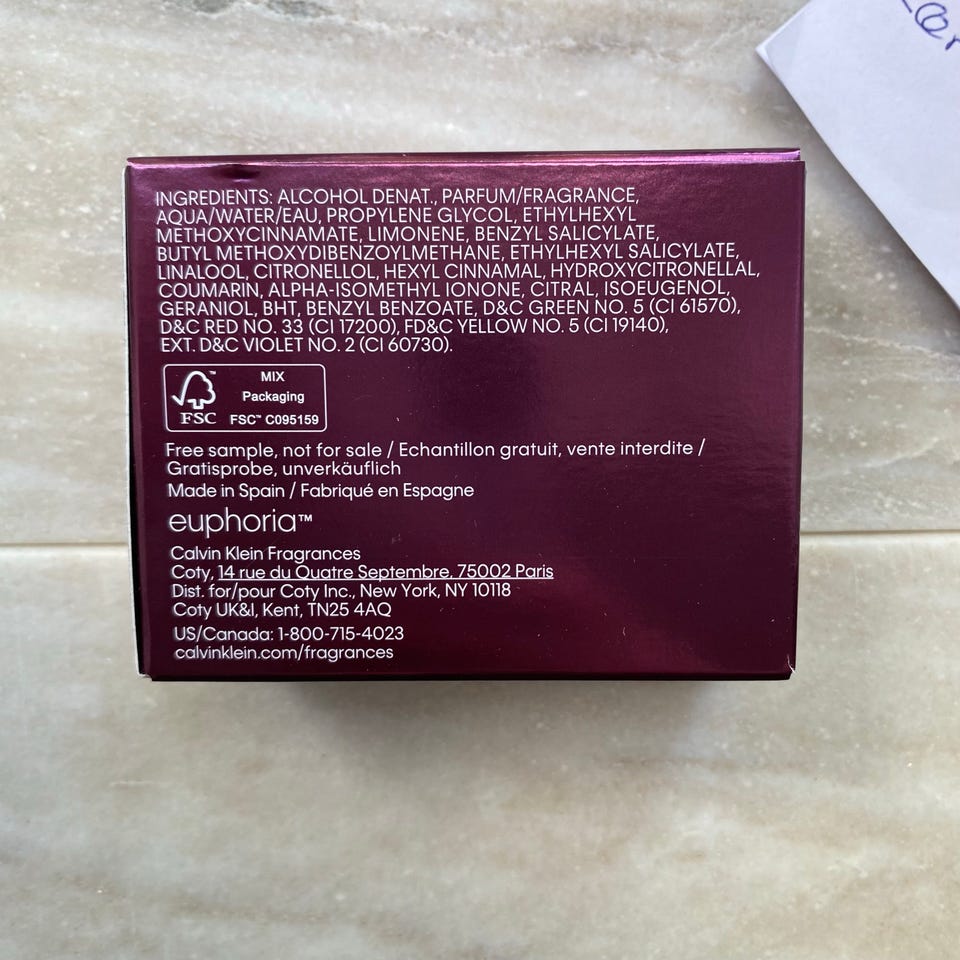 INGREDIENTS: ALCOHOL DENAT., PARFUM/FRAGRANCE,
AQUA/WATER/EAU, PROPYLENE GLYCOL, ETHYLHEXYL
METHOXYCINNAMATE, LIMONENE, BENZYL SALICYLATE,
BUTYL METHOXYDIBENZOYLMETHANE, ETHYLHEXYL SALICYLATE,
LINALOOL, CITRONELLOL, HEXYL CINNAMAL, HYDROXYCITRONELLAL,
COUMARIN, ALPHA-ISOMETHYL IONONE, CITRAL, ISOEUGENOL,
GERANIOL, BHT, BENZYL BENZOATE, D&C GREEN NO. 5 (CI 61570),
D&C RED NO. 33 (CI 17200), FD&C YELLOW NO. 5 (CI 19140),
EXT. D&C VIOLET NO. 2 (CI 60730).
FSC
MIX
Packaging
FSC™ C095159
Free sample, not for sale / Echantillon gratuit, vente interdite /
Gratisprobe, unverkäuflich
Made in Spain / Fabriqué en Espagne
euphoria™
Calvin Klein Fragrances
Coty, 14 rue du Quatre Septembre, 75002 Paris
Dist. for/pour Coty Inc., New York, NY 10118
Coty UK&I, Kent, TN25 4AQ
US/Canada: 1-800-715-4023
calvinklein.com/fragrances